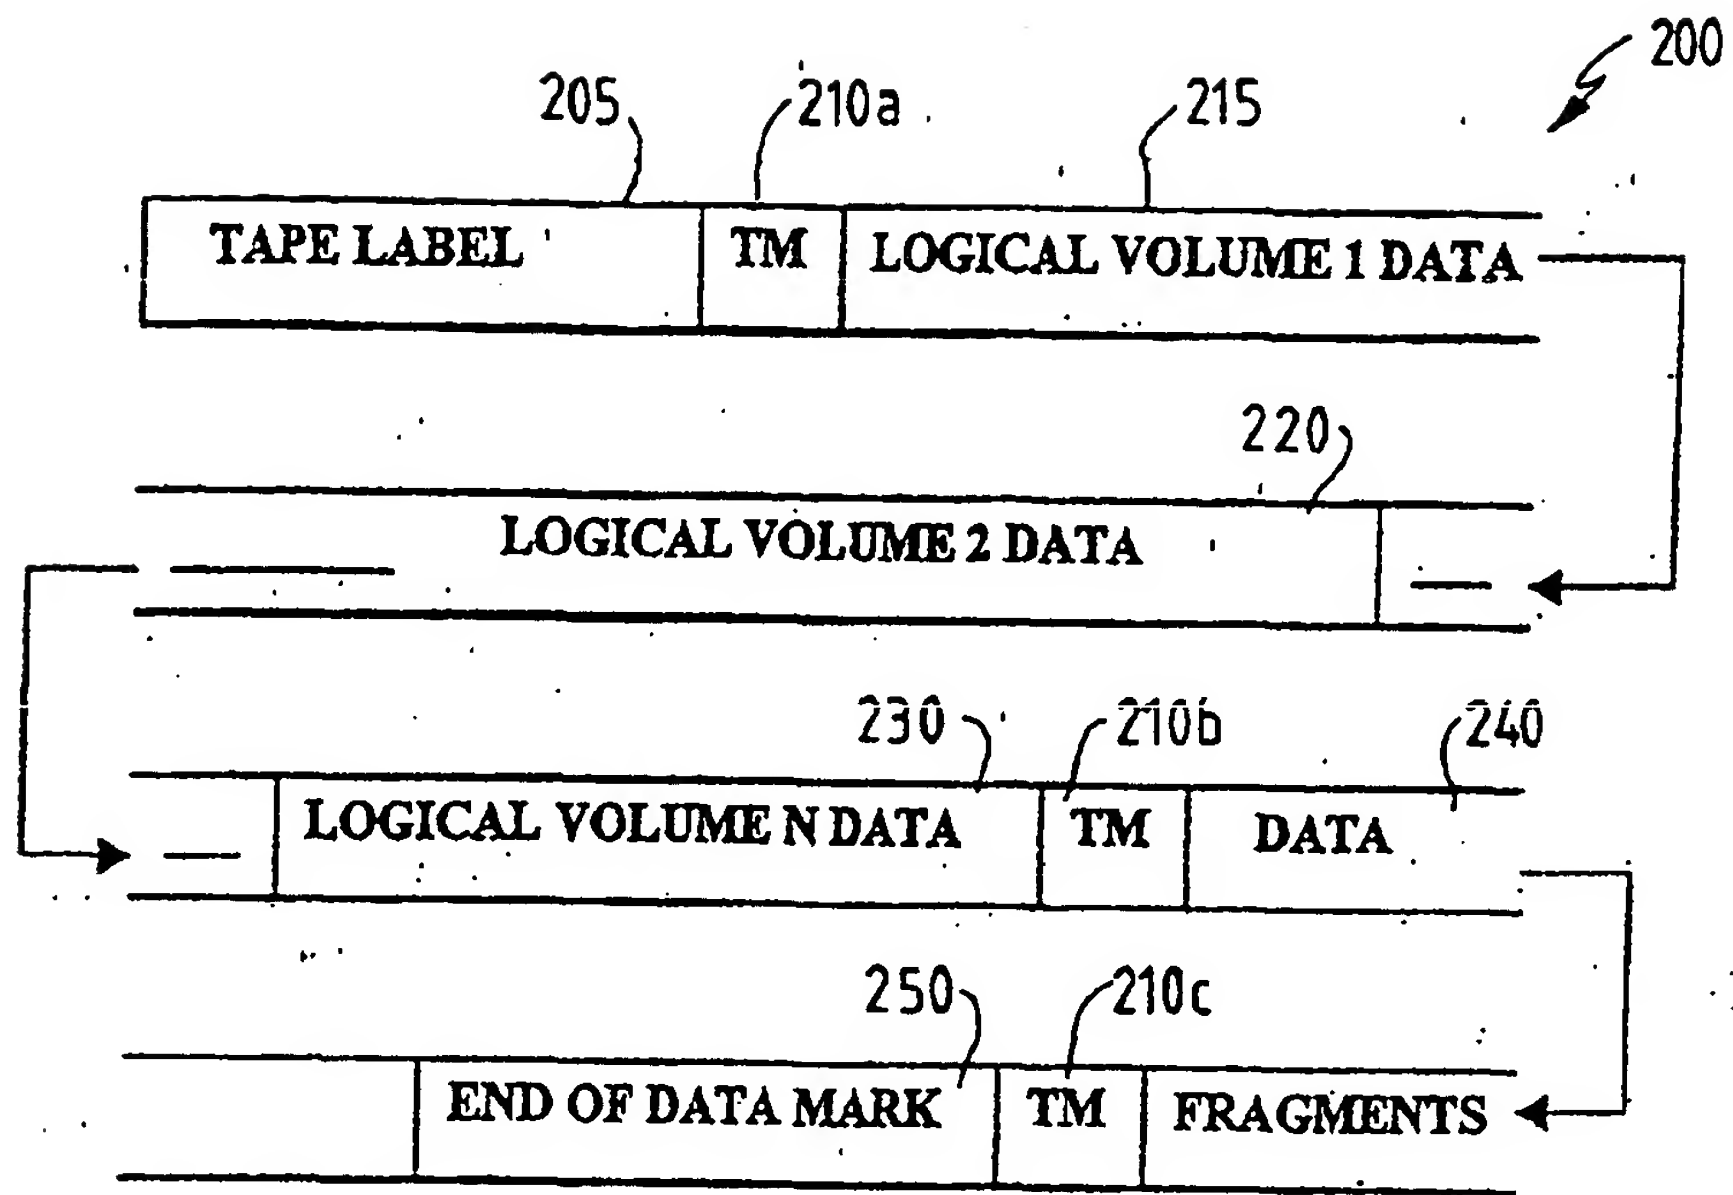 200
205 210a 215
TAPE LABEL TM LOGICAL VOLUME 1 DATA
220
LOGICAL VOLUME 2 DATA
230 210b 240
LOGICAL VOLUME N DATA TM DATA
250 210c
END OF DATA MARK TM FRAGMENTS